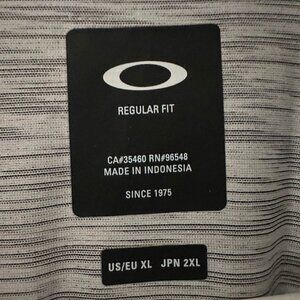 REGULAR FIT
CA#35460 RN#96548
MADE IN INDONESIA
SINCE 1975
US/EU XL JPN 2XL